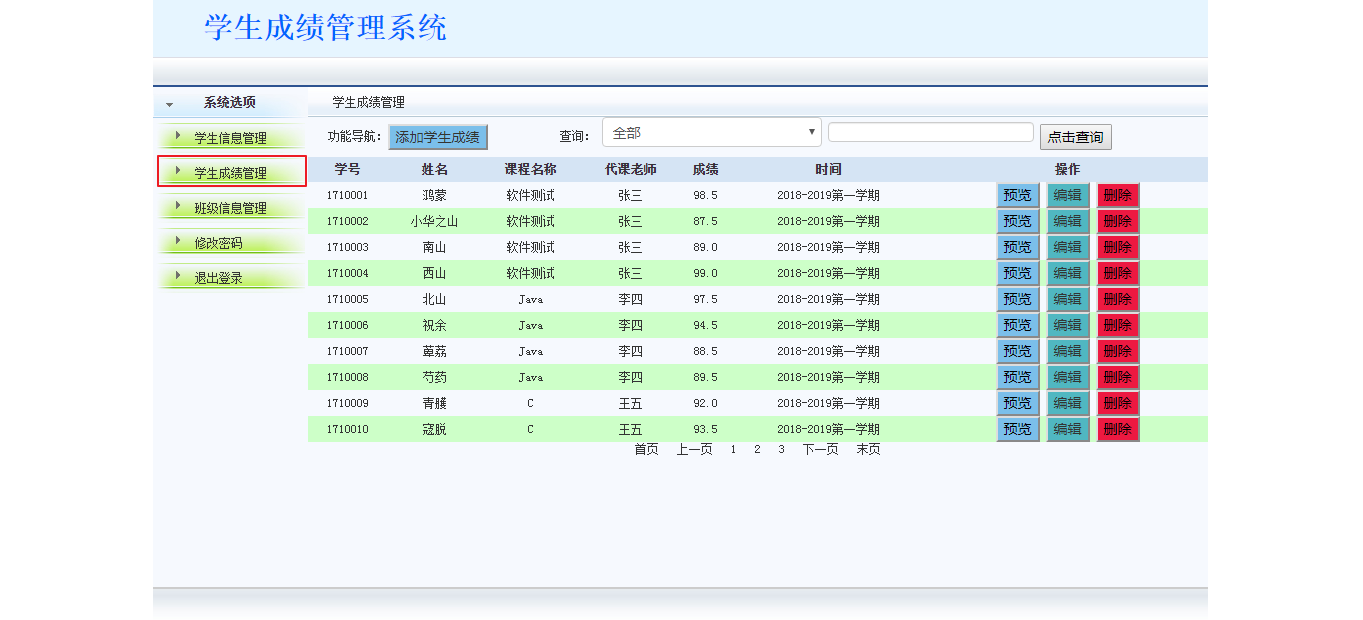 学生成绩管理系统
系统选项
学生成绩管理
学生信息管理
学生成绩管理
班级信息管理
修改密码
退出登录
功能导航： 添加学生成绩 查询： 全部 点击查询
学号 姓名 课程名称 代课老师 成绩 时间 操作
1710001 鸿蒙 软件测试 张三 98.5 2018-2019第一学期 预览 编辑 删除
1710002 小华之山 软件测试 张三 87.5 2018-2019第一学期 预览 编辑 删除
1710003 南山 软件测试 张三 89.0 2018-2019第一学期 预览 编辑 删除
1710004 西山 软件测试 张三 99.0 2018-2019第一学期 预览 编辑 删除
1710005 北山 Java 李四 97.5 2018-2019第一学期 预览 编辑 删除
1710006 祝余 Java 李四 94.5 2018-2019第一学期 预览 编辑 删除
1710007 萆荔 Java 李四 88.5 2018-2019第一学期 预览 编辑 删除
1710008 芍药 Java 李四 89.5 2018-2019第一学期 预览 编辑 删除
1710009 青雘 C 王五 92.0 2018-2019第一学期 预览 编辑 删除
1710010 寇脱 C 王五 93.5 2018-2019第一学期 预览 编辑 删除
首页 上一页 1 2 3 下一页 末页